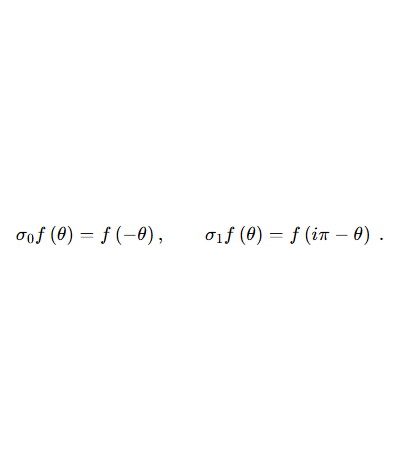 σ₀f (θ) = f (−θ) ,  σ₁f (θ) = f (iπ − θ) .